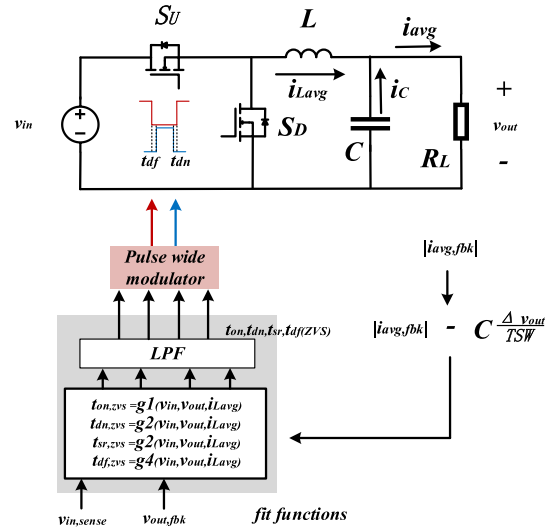 SU
L
iavg
iLavg
iC
+
vin
SD
C
RL
vout
-
tdf
tdn
Pulse wide
modulator
|iavg,fbk|
|iavg,fbk| - C Δ vout
TSW
ton,tdn,tsr,tdf(ZVS)
LPF
ton,zvs =g1(vin,vout,iLavg)
tdn,zvs =g2(vin,vout,iLavg)
tsr,zvs =g2(vin,vout,iLavg)
tdf,zvs =g4(vin,vout,iLavg)
vin,sense
vout,fbk
fit functions